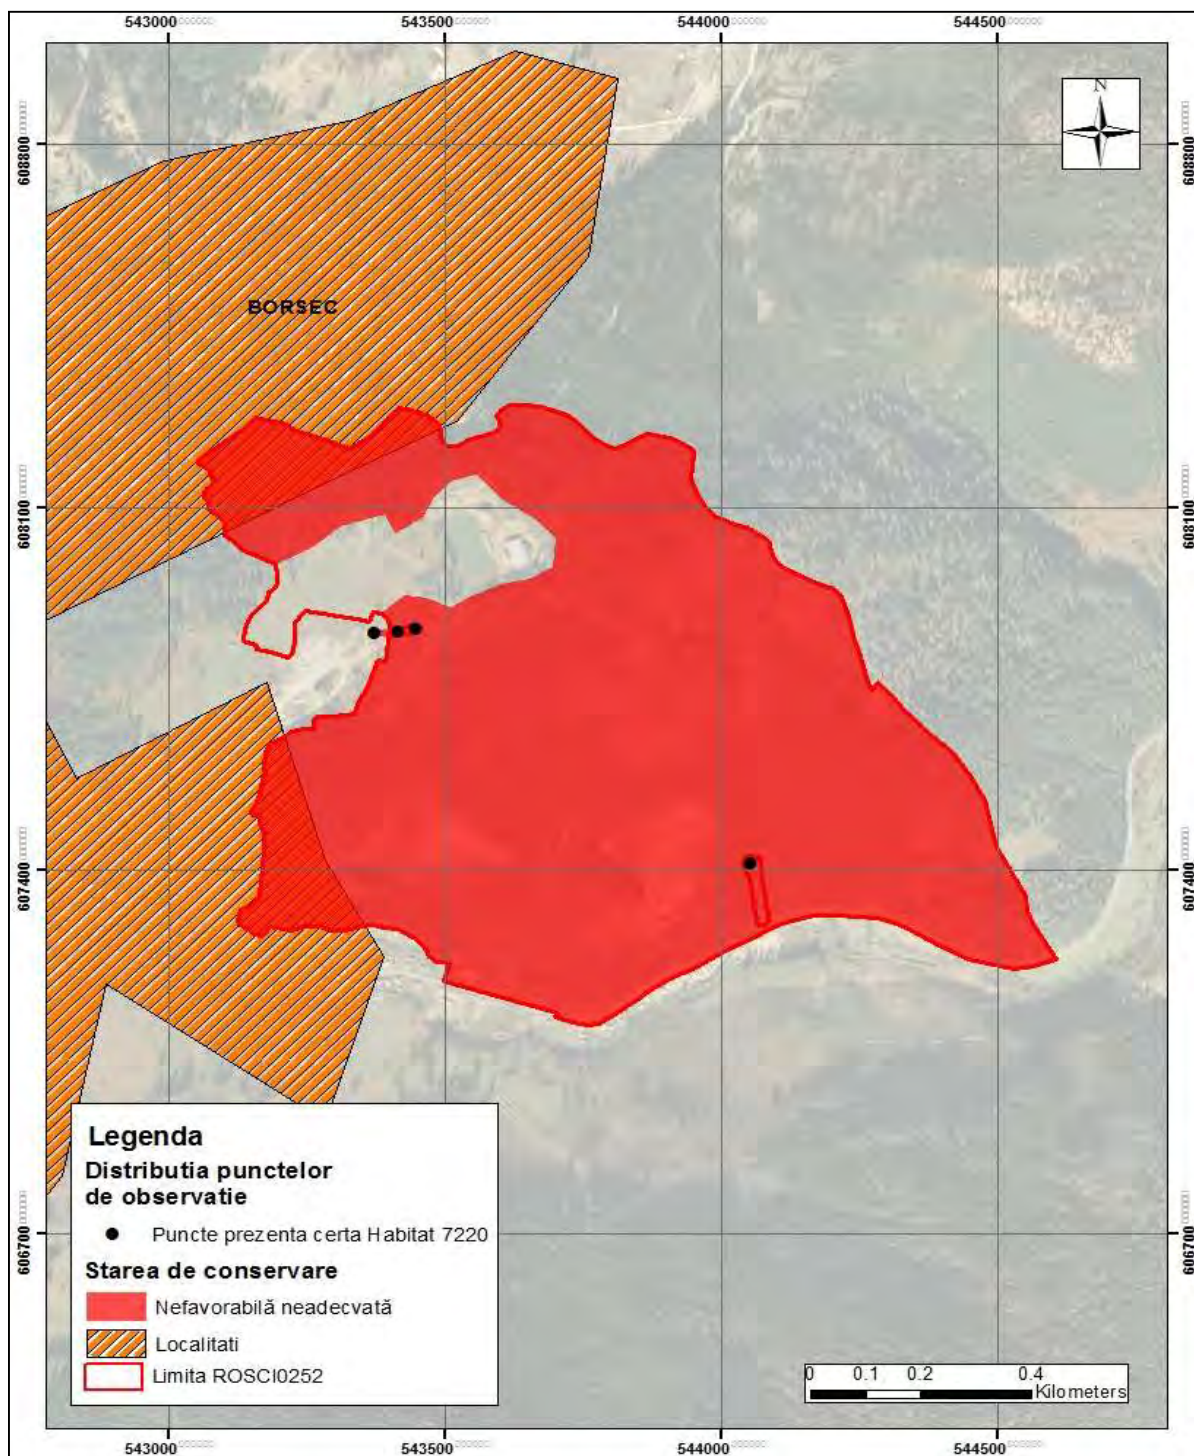 543000 543500 544000 544500
N
608800 608800
BORSEC
608100 608100
607400 607400
606700 606700
Legenda
Distributia punctelor
de observatie
Puncte prezenta certa Habitat 7220
Starea de conservare
Nefavorabilă neadecvată
Localitati
Limita ROSCI0252
0 0.1 0.2 0.4
Kilometers
543000 543500 544000 544500